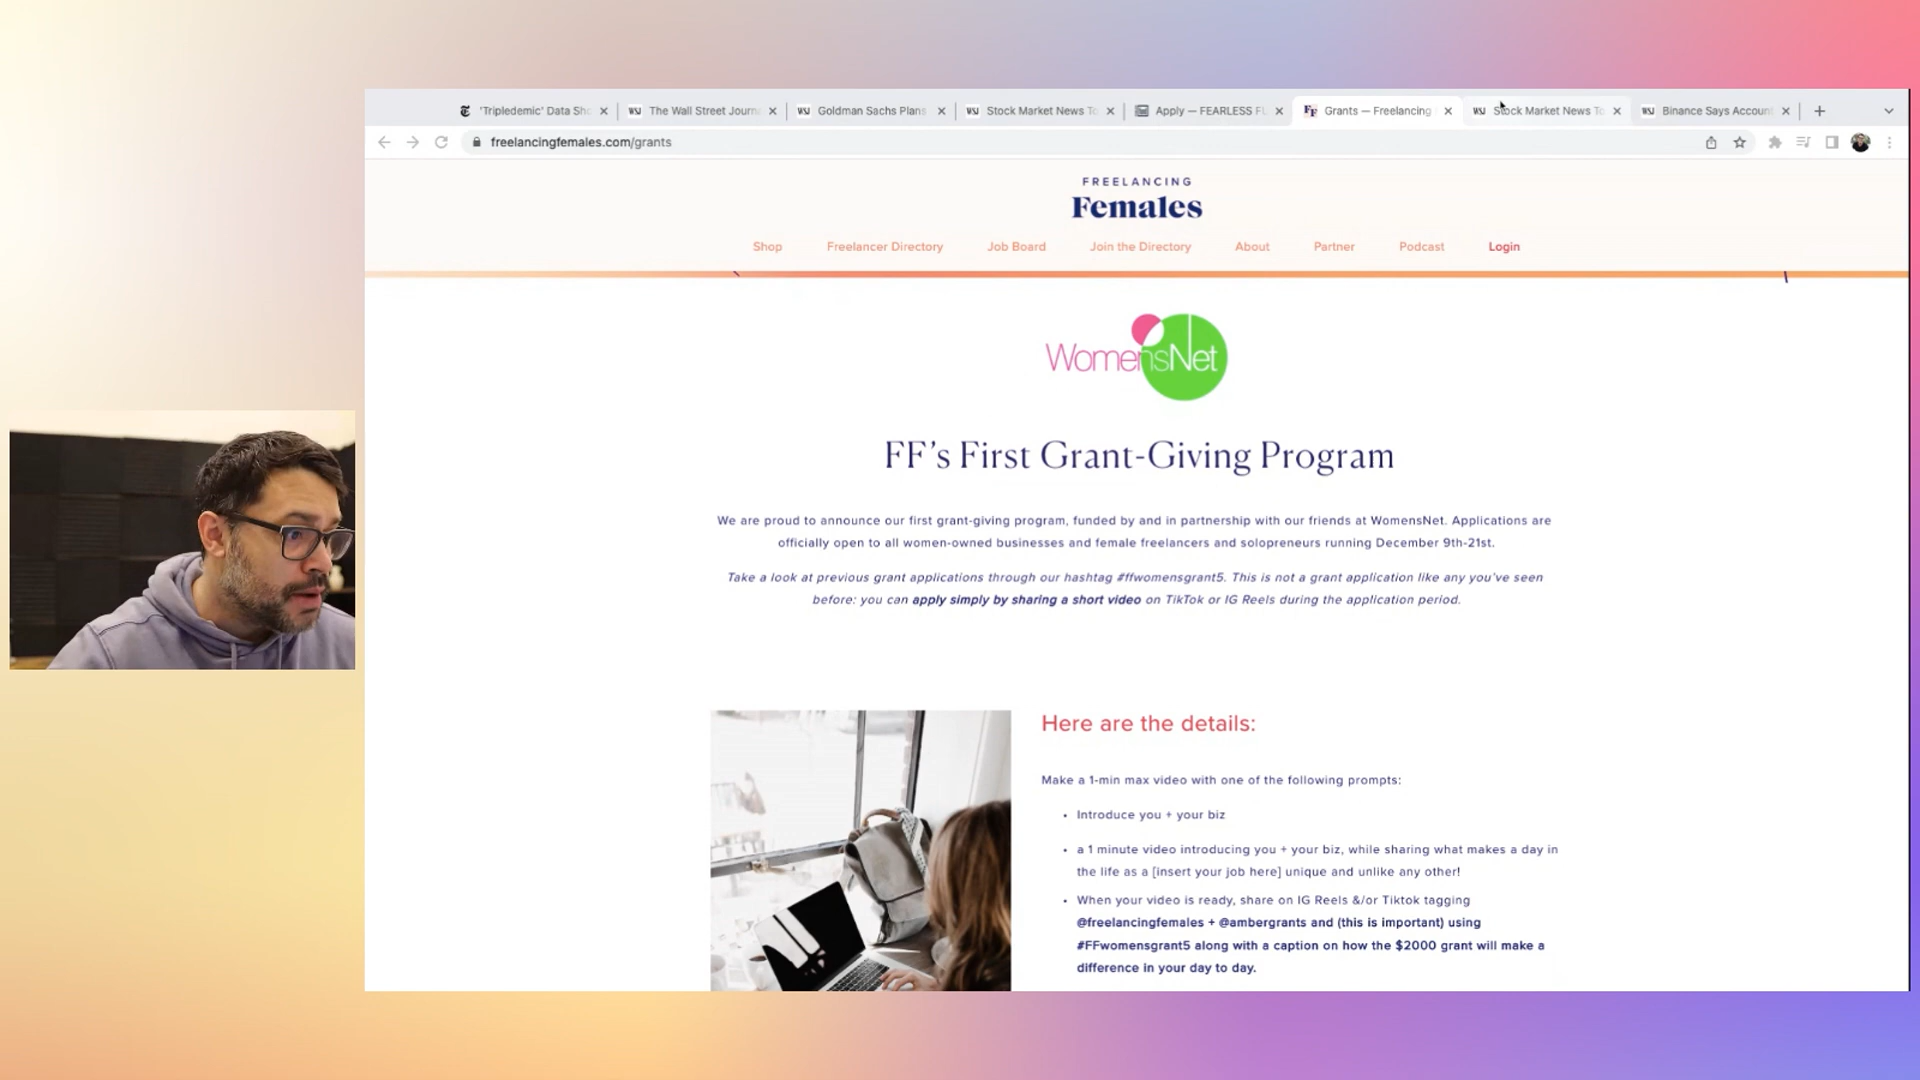 'Tripledemic' Data Sho
WSJ The Wall Street Journa
WSJ Goldman Sachs Plans
WSJ Stock Market News To
Apply — FEARLESS FU
FF Grants — Freelancing
WSJ Stock Market News To
WSJ Binance Says Account
freelancingfemales.com/grants
FREELANCING
Females
Shop Freelancer Directory Job Board Join the Directory About Partner Podcast Login
WomensNet
FF's First Grant-Giving Program
We are proud to announce our first grant-giving program, funded by and in partnership with our friends at WomensNet. Applications are
officially open to all women-owned businesses and female freelancers and solopreneurs running December 9th-21st.
Take a look at previous grant applications through our hashtag #ffwomensgrant5. This is not a grant application like any you've seen
before: you can apply simply by sharing a short video on TikTok or IG Reels during the application period.
Here are the details:
Make a 1-min max video with one of the following prompts:
• Introduce you + your biz
• a 1 minute video introducing you + your biz, while sharing what makes a day in
the life as a [insert your job here] unique and unlike any other!
• When your video is ready, share on IG Reels &/or Tiktok tagging
@freelancingfemales + @ambergrants and (this is important) using
#FFwomensgrant5 along with a caption on how the $2000 grant will make a
difference in your day to day.